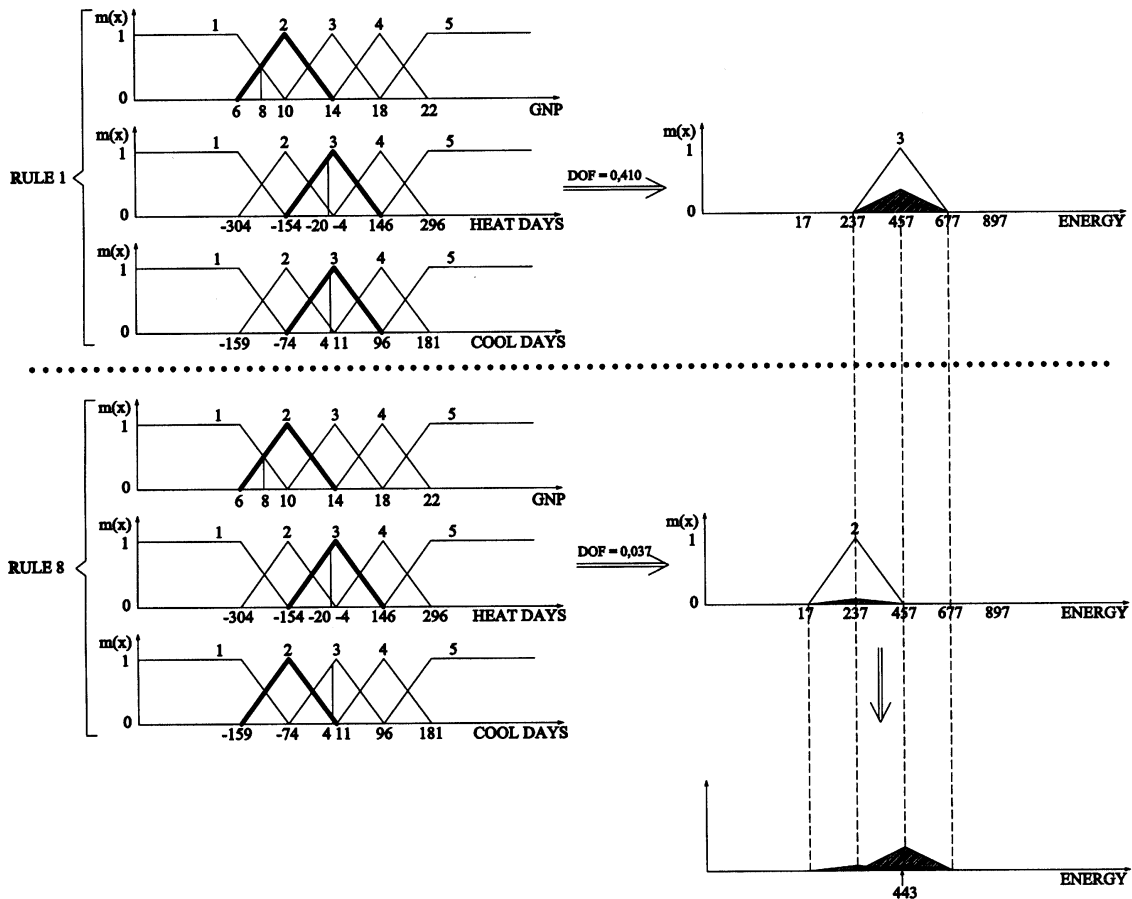 RULE 1
m(x) 1 2 3 4 5
1
0
6 8 10 14 18 22 GNP
m(x) 1 2 3 4 5
1
0
-304 -154 -20 -4 146 296 HEAT DAYS
m(x) 1 2 3 4 5
1
0
-159 -74 4 11 96 181 COOL DAYS
DOF = 0,410
m(x) 3
1
0
17 237 457 677 897 ENERGY
RULE 8
m(x) 1 2 3 4 5
1
0
6 8 10 14 18 22 GNP
m(x) 1 2 3 4 5
1
0
-304 -154 -20 -4 146 296 HEAT DAYS
m(x) 1 2 3 4 5
1
0
-159 -74 4 11 96 181 COOL DAYS
DOF = 0,037
m(x) 2
1
0
17 237 457 677 897 ENERGY
ENERGY
443